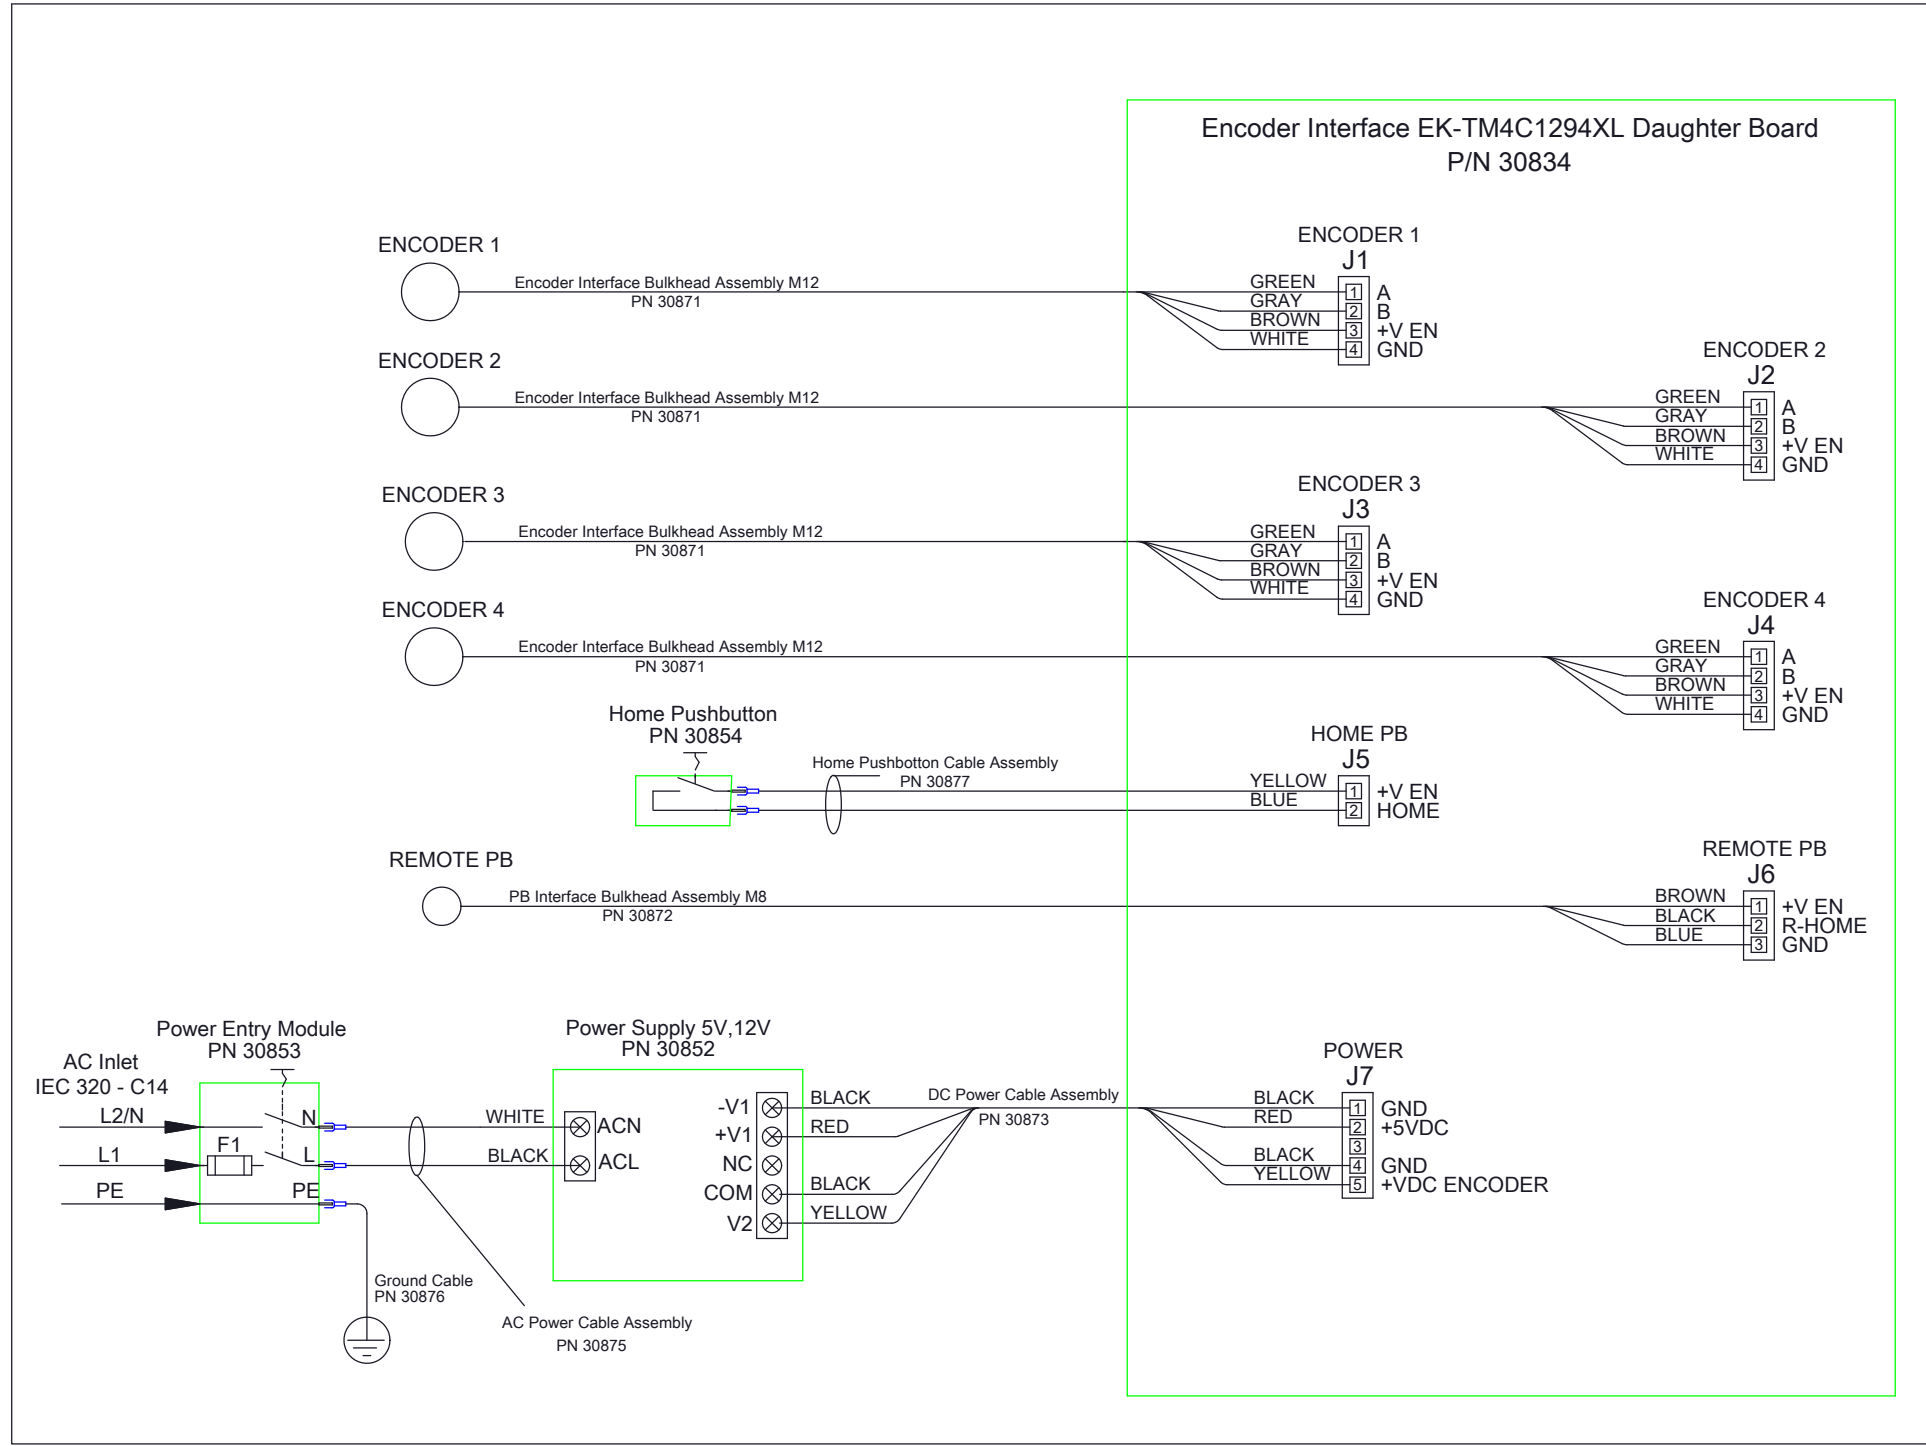 Encoder Interface EK-TM4C1294XL Daughter Board
P/N 30834
ENCODER 1
Encoder Interface Bulkhead Assembly M12
PN 30871
ENCODER 1
J1
GREEN 1 A
GRAY 2 B
BROWN 3 +V EN
WHITE 4 GND
ENCODER 2
Encoder Interface Bulkhead Assembly M12
PN 30871
ENCODER 2
J2
GREEN 1 A
GRAY 2 B
BROWN 3 +V EN
WHITE 4 GND
ENCODER 3
Encoder Interface Bulkhead Assembly M12
PN 30871
ENCODER 3
J3
GREEN 1 A
GRAY 2 B
BROWN 3 +V EN
WHITE 4 GND
ENCODER 4
Encoder Interface Bulkhead Assembly M12
PN 30871
ENCODER 4
J4
GREEN 1 A
GRAY 2 B
BROWN 3 +V EN
WHITE 4 GND
Home Pushbutton
PN 30854
Home Pushbotton Cable Assembly
PN 30877
HOME PB
J5
YELLOW 1 +V EN
BLUE 2 HOME
REMOTE PB
PB Interface Bulkhead Assembly M8
PN 30872
REMOTE PB
J6
BROWN 1 +V EN
BLACK 2 R-HOME
BLUE 3 GND
Power Entry Module
PN 30853
AC Inlet
IEC 320 - C14
L2/N N
L1 F1 L
PE PE
Ground Cable
PN 30876
WHITE
BLACK
AC Power Cable Assembly
PN 30875
Power Supply 5V,12V
PN 30852
ACN
ACL
-V1 BLACK
+V1 RED
NC
COM BLACK
V2 YELLOW
DC Power Cable Assembly
PN 30873
POWER
J7
BLACK 1 GND
RED 2 +5VDC
3
BLACK 4 GND
YELLOW 5 +VDC ENCODER